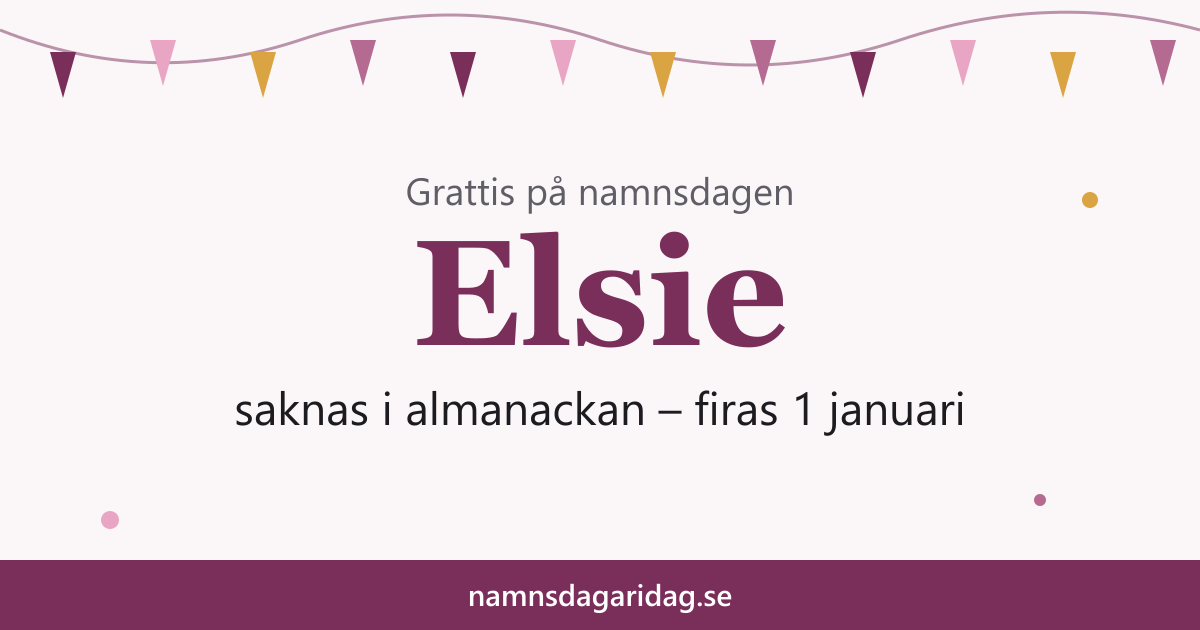 Grattis på namnsdagen
Elsie
saknas i almanackan – firas 1 januari
namnsdagaridag.se